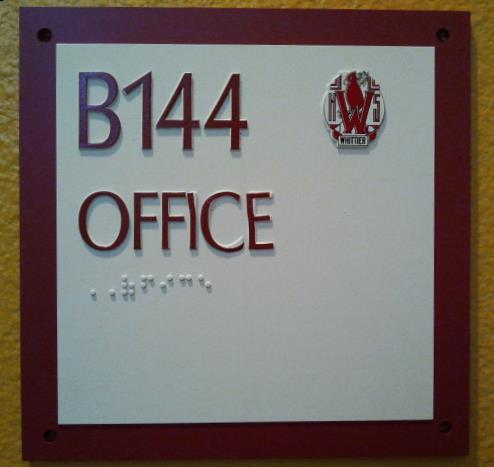 B144
OFFICE
H W S
WHITTIER